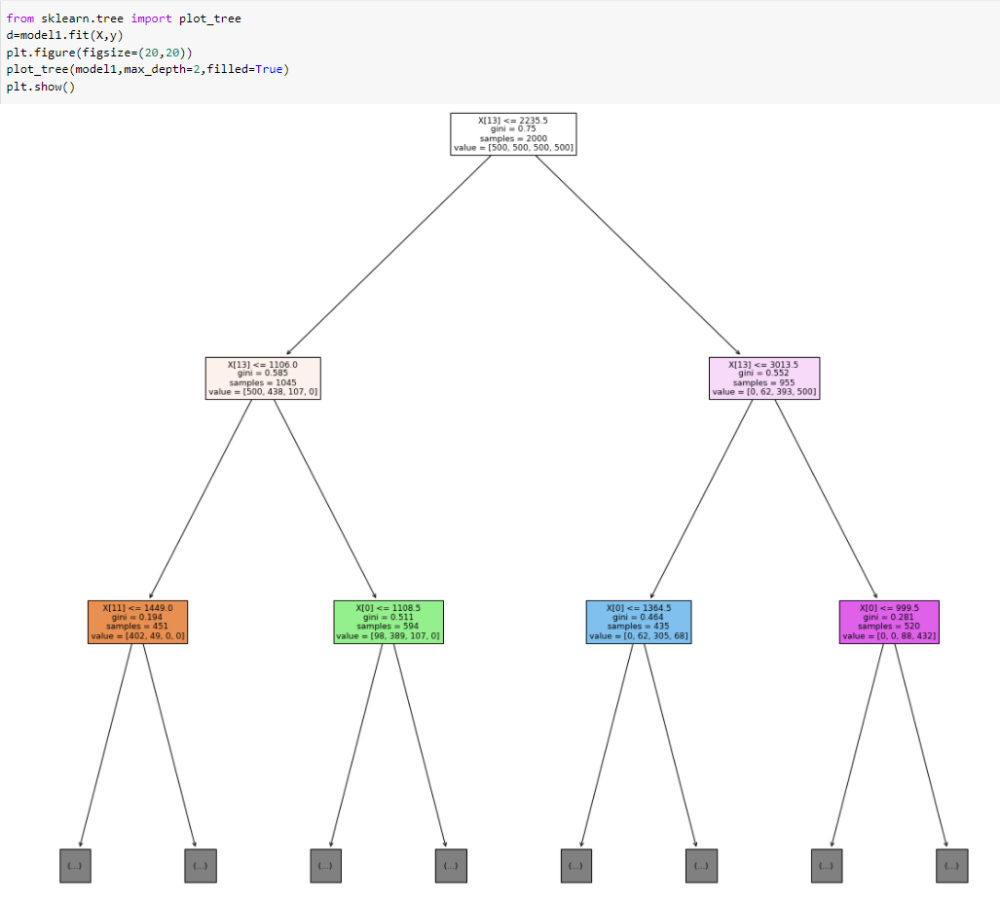 from sklearn.tree import plot_tree
d=model1.fit(X,y)
plt.figure(figsize=(20,20))
plot_tree(model1,max_depth=2,filled=True)
plt.show()
X[13] <= 2235.5
gini = 0.75
samples = 2000
value = [500, 500, 500, 500]
X[13] <= 1106.0
gini = 0.585
samples = 1045
value = [500, 438, 107, 0]
X[13] <= 3013.5
gini = 0.552
samples = 955
value = [0, 62, 393, 500]
X[11] <= 1449.0
gini = 0.194
samples = 451
value = [402, 49, 0, 0]
X[0] <= 1108.5
gini = 0.511
samples = 594
value = [98, 389, 107, 0]
X[0] <= 1364.5
gini = 0.464
samples = 435
value = [0, 62, 305, 68]
X[0] <= 999.5
gini = 0.281
samples = 520
value = [0, 0, 88, 432]
(...)
(...)
(...)
(...)
(...)
(...)
(...)
(...)